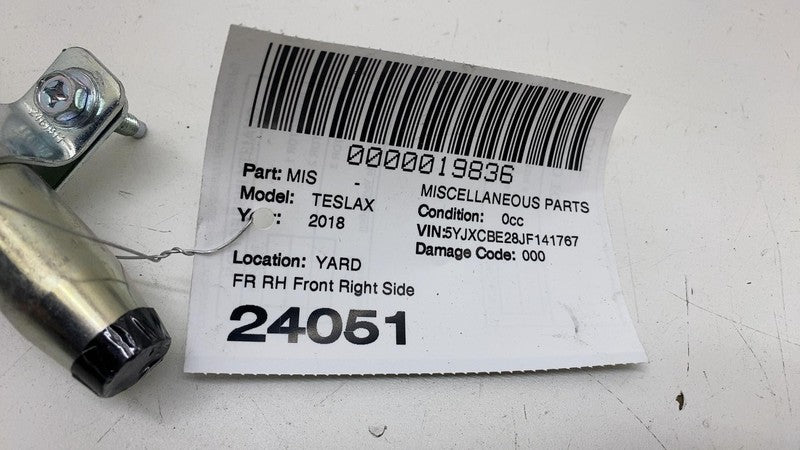 0000019836
Part: MIS - MISCELLANEOUS PARTS
Model: TESLAX Condition: 0cc
Year: 2018 VIN:5YJXCBE28JF141767
Damage Code: 000
Location: YARD
FR RH Front Right Side
24051